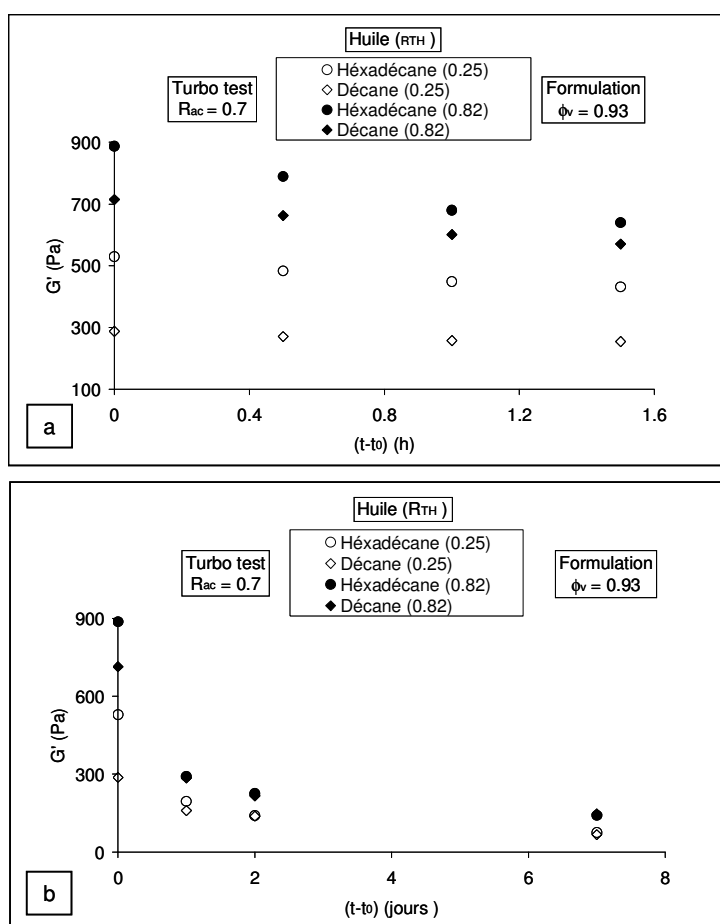 Huile (RTH )
Turbo test
Rac = 0.7
Héxadécane (0.25)
Décane (0.25)
Héxadécane (0.82)
Décane (0.82)
Formulation
ϕv = 0.93
900
700
500
300
100
G' (Pa)
0 0.4 0.8 1.2 1.6
(t-t0) (h)
a
Huile (RTH )
Turbo test
Rac = 0.7
Héxadécane (0.25)
Décane (0.25)
Héxadécane (0.82)
Décane (0.82)
Formulation
ϕv = 0.93
900
600
300
0
G' (Pa)
0 2 4 6 8
(t-t0) (jours )
b